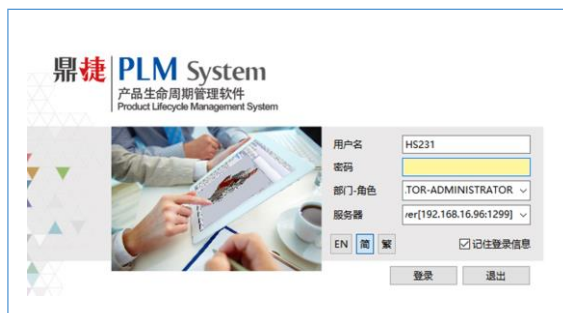 鼎捷 PLM System
产品生命周期管理软件
Product Lifecycle Management System
用户名 HS231
密码
部门-角色 .TOR-ADMINISTRATOR
服务器 ver[192.168.16.96:1299]
EN 简 繁 记住登录信息
登录 退出